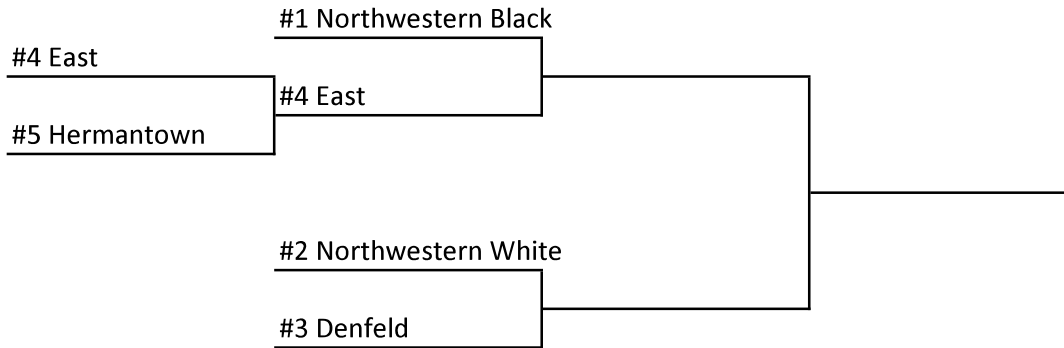 #1 Northwestern Black
#4 East
#4 East
#5 Hermantown
#2 Northwestern White
#3 Denfeld